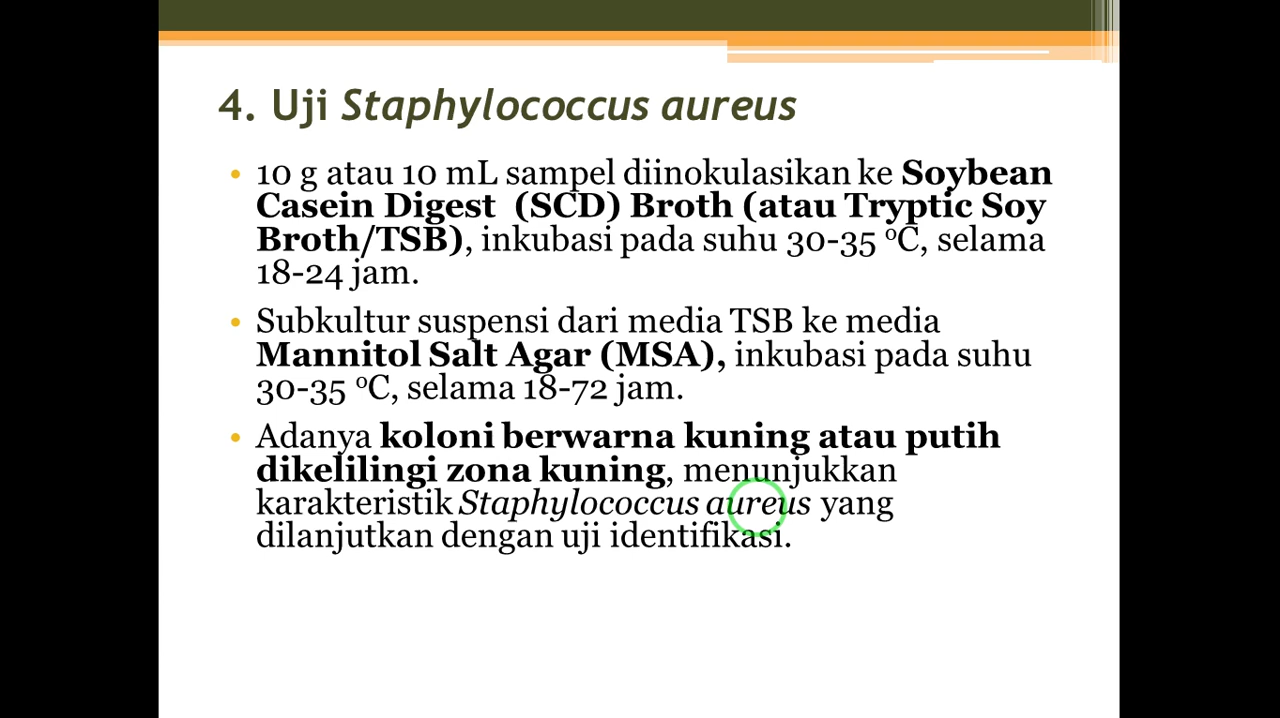 4. Uji Staphylococcus aureus
• 10 g atau 10 mL sampel diinokulasikan ke Soybean
Casein Digest (SCD) Broth (atau Tryptic Soy
Broth/TSB), inkubasi pada suhu 30-35 ºC, selama
18-24 jam.
• Subkultur suspensi dari media TSB ke media
Mannitol Salt Agar (MSA), inkubasi pada suhu
30-35 ºC, selama 18-72 jam.
• Adanya koloni berwarna kuning atau putih
dikelilingi zona kuning, menunjukkan
karakteristik Staphylococcus aureus yang
dilanjutkan dengan uji identifikasi.